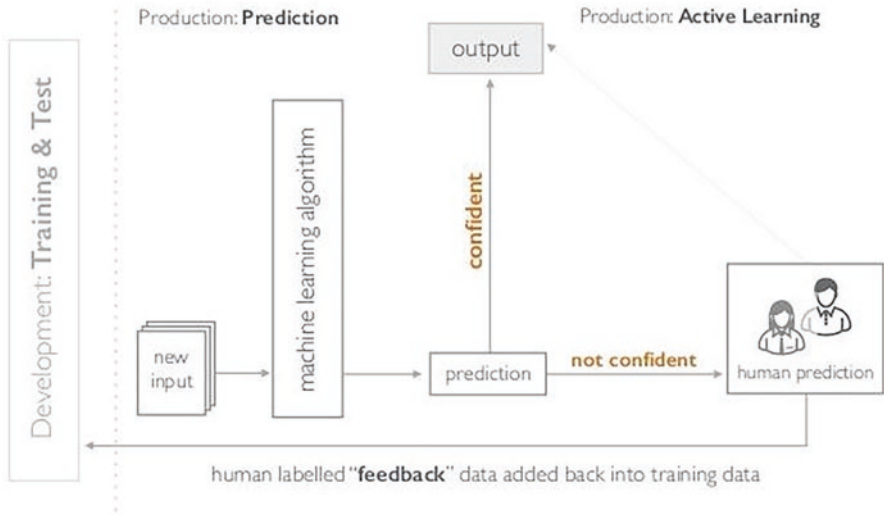 Production: Prediction
Production: Active Learning
output
Development: Training & Test
machine learning algorithm
confident
new
input
prediction
not confident
human prediction
human labelled "feedback" data added back into training data